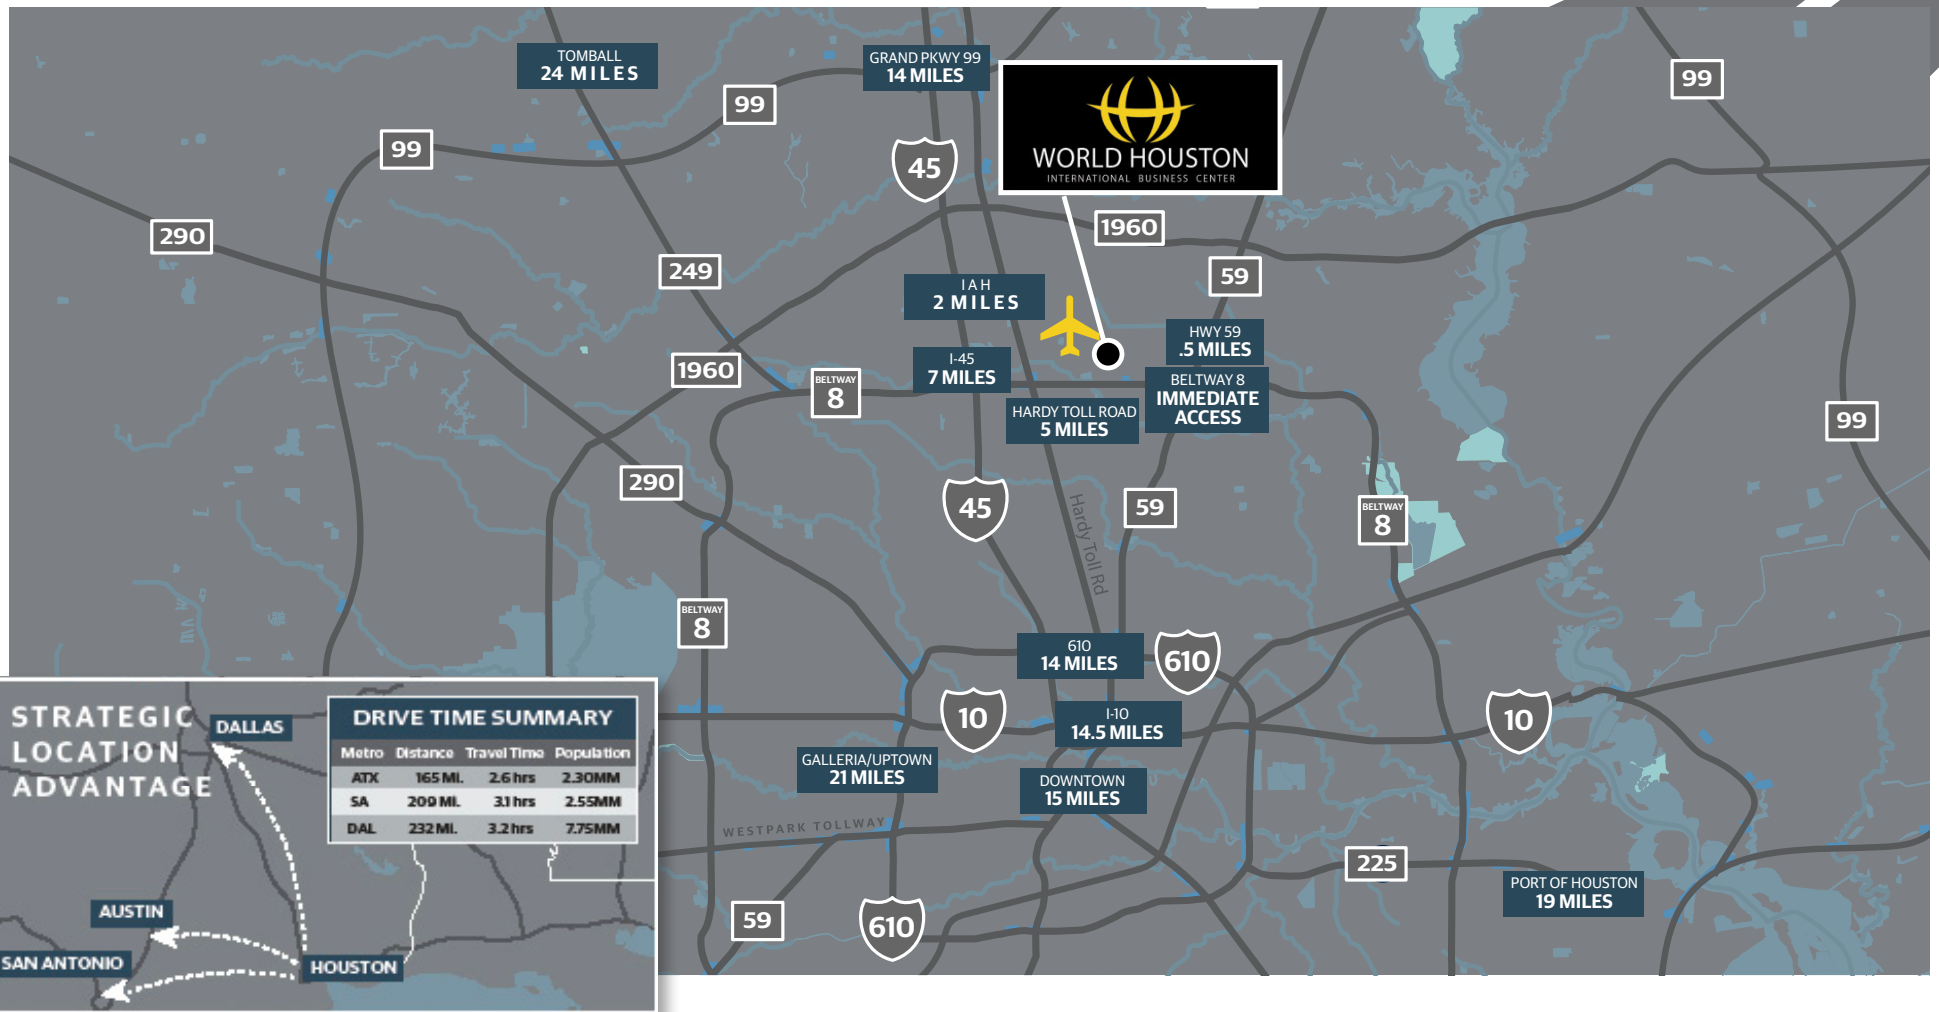 TOMBALL
24 MILES
GRAND PKWY 99
14 MILES
WORLD HOUSTON
INTERNATIONAL BUSINESS CENTER
99
99
99
45
290
1960
249
59
IAH
2 MILES
HWY 59
.5 MILES
I-45
7 MILES
1960
BELTWAY
8
BELTWAY 8
IMMEDIATE
ACCESS
HARDY TOLL ROAD
5 MILES
99
290
45
Hardy Toll Rd
59
BELTWAY
8
BELTWAY
8
610
14 MILES
610
10
I-10
14.5 MILES
10
GALLERIA/UPTOWN
21 MILES
DOWNTOWN
15 MILES
WESTPARK TOLLWAY
225
PORT OF HOUSTON
19 MILES
59
610
STRATEGIC
LOCATION
ADVANTAGE
DALLAS
AUSTIN
SAN ANTONIO
HOUSTON
DRIVE TIME SUMMARY
Metro Distance Travel Time Population
ATX 165 Mi. 2.6 hrs 2.30MM
SA 209 Mi. 3.1 hrs 2.55MM
DAL 232 Mi. 3.2 hrs 7.75MM